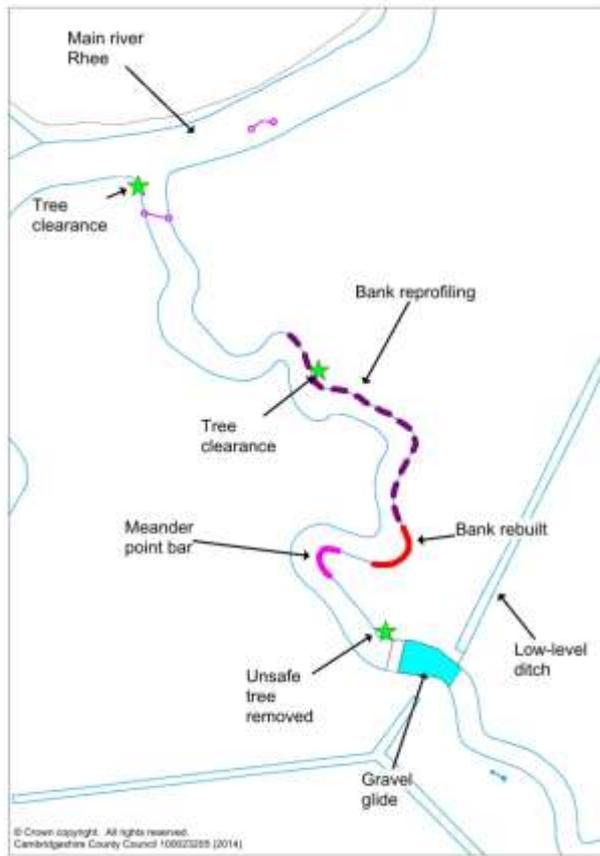 Main river
Rhee
Tree
clearance
Bank reprofiling
Tree
clearance
Meander
point bar
Bank rebuilt
Low-level
ditch
Unsafe
tree
removed
Gravel
glide
© Crown copyright. All rights reserved.
Cambridgeshire County Council 100023205 (2014)